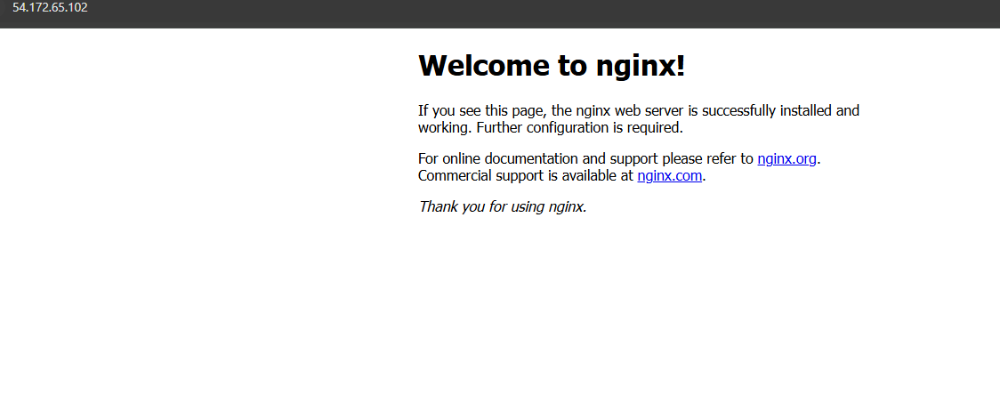 54.172.65.102
Welcome to nginx!
If you see this page, the nginx web server is successfully installed and
working. Further configuration is required.
For online documentation and support please refer to nginx.org.
Commercial support is available at nginx.com.
Thank you for using nginx.